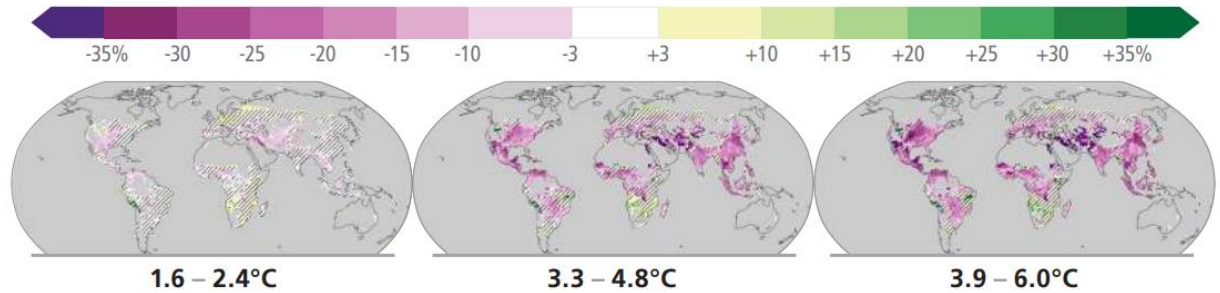 -35% -30 -25 -20 -15 -10 -3 +3 +10 +15 +20 +25 +30 +35%
1.6 – 2.4°C 3.3 – 4.8°C 3.9 – 6.0°C